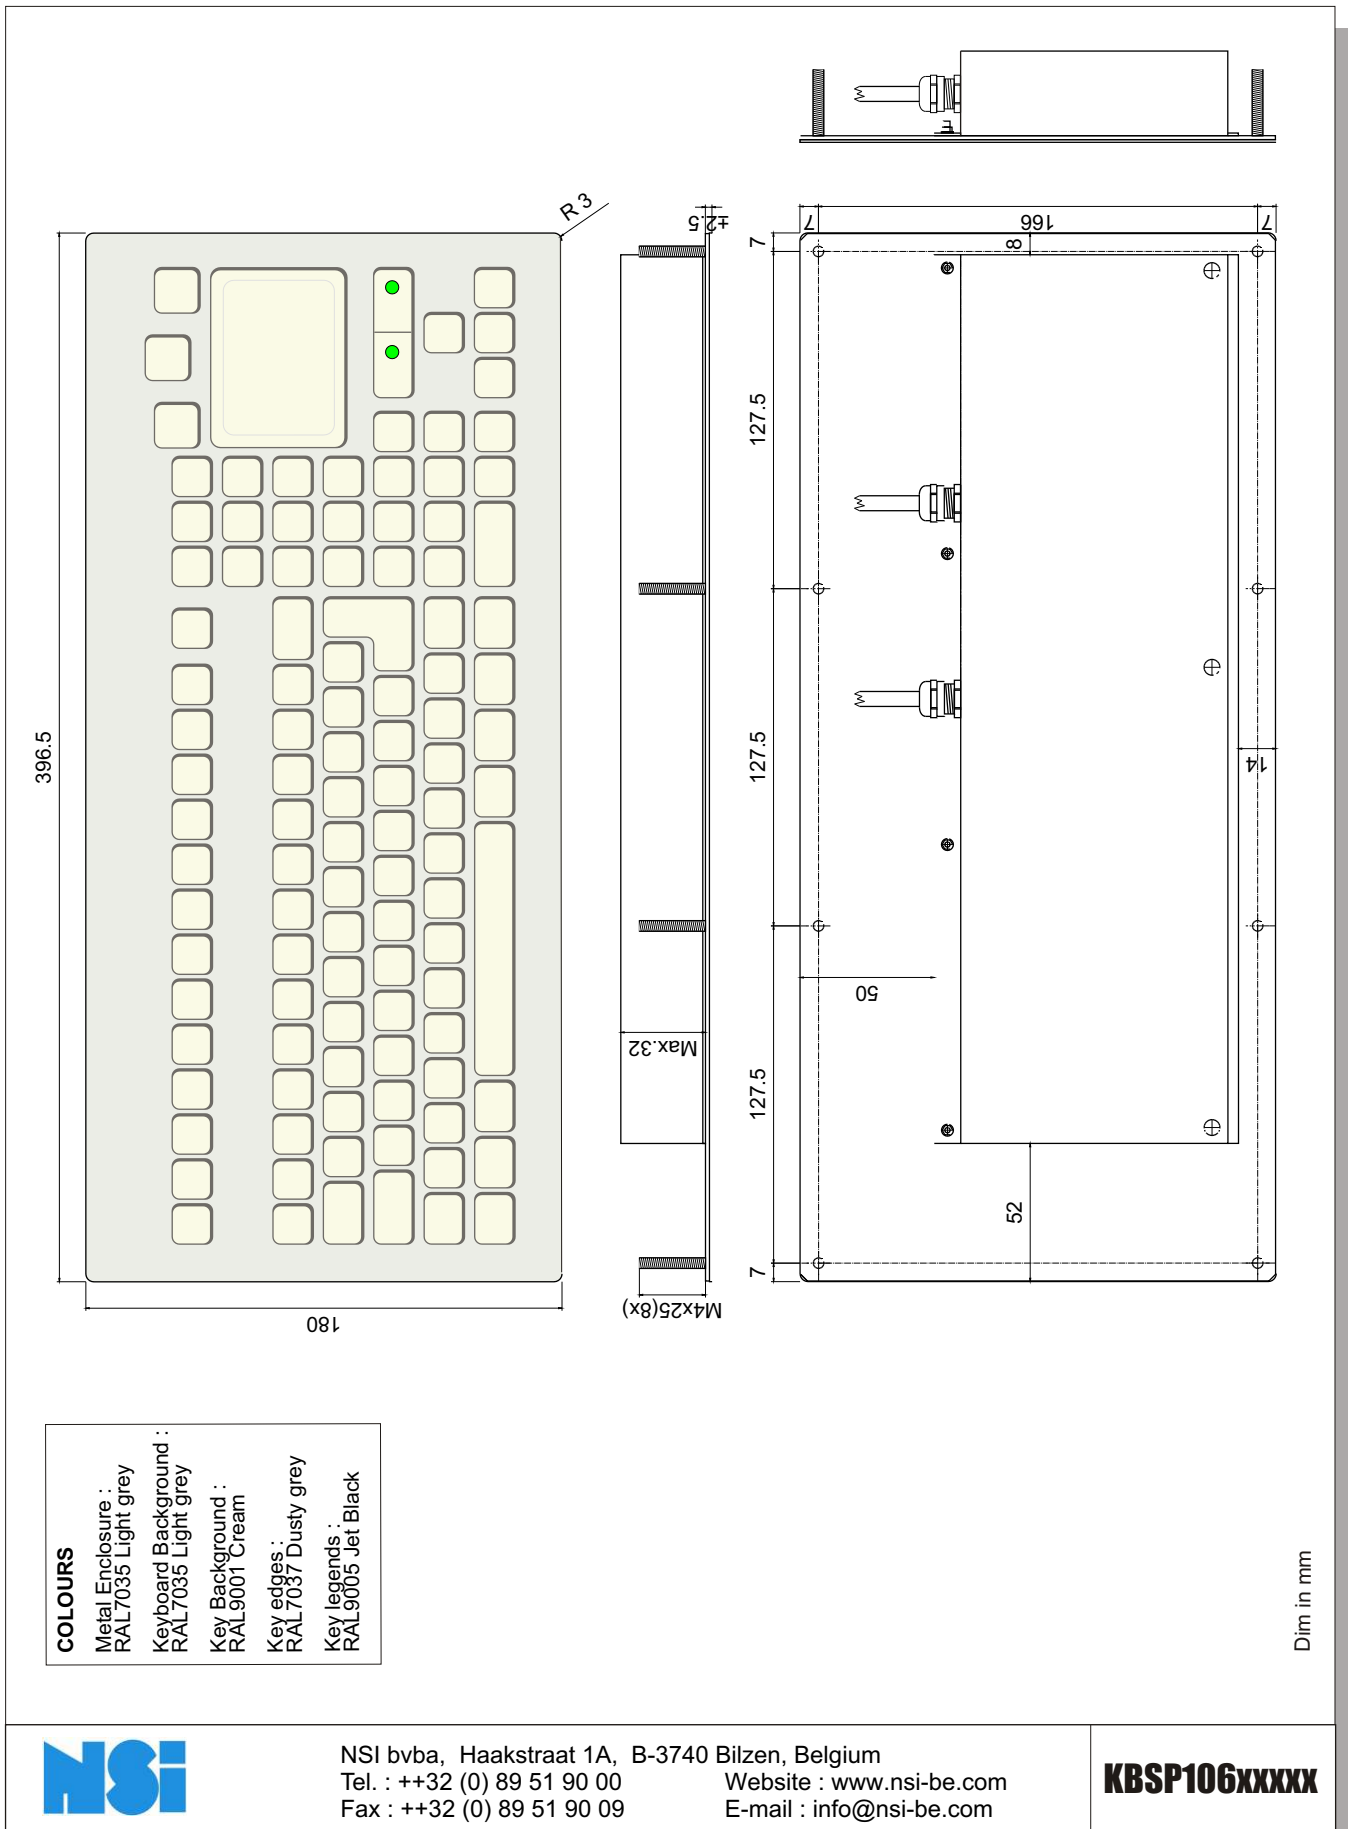 R 3
±2.5
7
166
7
7
8
127.5
396.5
127.5
14
50
Max.32
127.5
52
7
M4x25(8x)
180
COLOURS
Metal Enclosure :
RAL7035 Light grey
Keyboard Background :
RAL7035 Light grey
Key Background :
RAL9001 Cream
Key edges :
RAL7037 Dusty grey
Key legends :
RAL9005 Jet Black
Dim in mm
NSi
NSI bvba, Haakstraat 1A, B-3740 Bilzen, Belgium
Tel. : ++32 (0) 89 51 90 00 Website : www.nsi-be.com
Fax : ++32 (0) 89 51 90 09 E-mail : info@nsi-be.com
KBSP106xxxxx